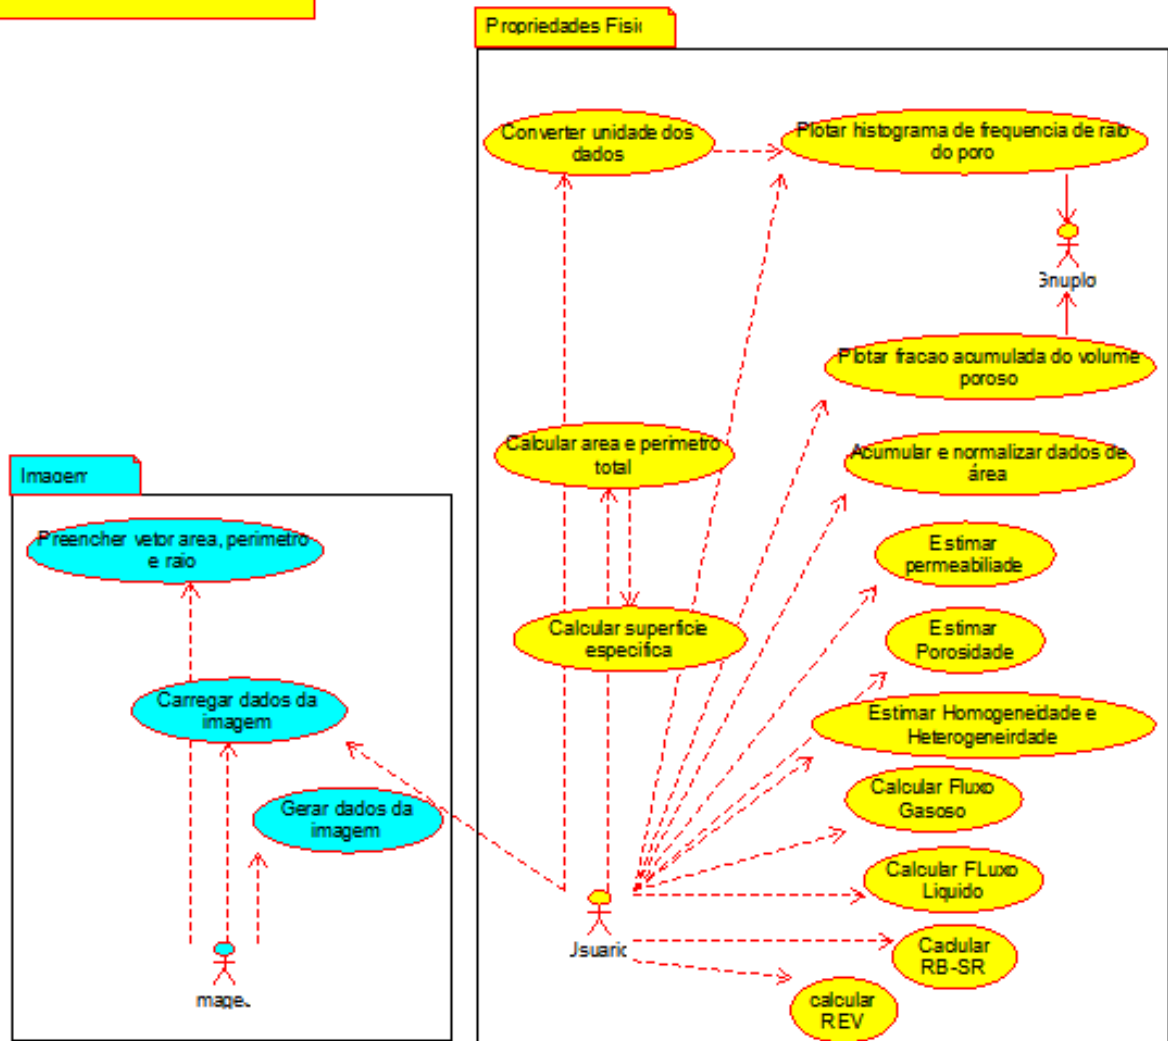 Propriedades Fisi
Converter unidade dos
dados
Plotar histograma de frequencia de raio
do poro
Gnuplo
Plotar fracao acumulada do volume
poroso
Calcular area e perimetro
total
Acumular e normalizar dados de
área
Imagem
Preencher vetor area, perimetro
e raio
Estimar
permeabiliade
Calcular superficie
especifica
Estimar
Porosidade
Carregar dados da
imagem
Estimar Homogeneidade e
Heterogeneirdade
Gerar dados da
imagem
Calcular Fluxo
Gasoso
Calcular FLuxo
Liquido
Usuario
Caclular
RB-SR
calcular
REV